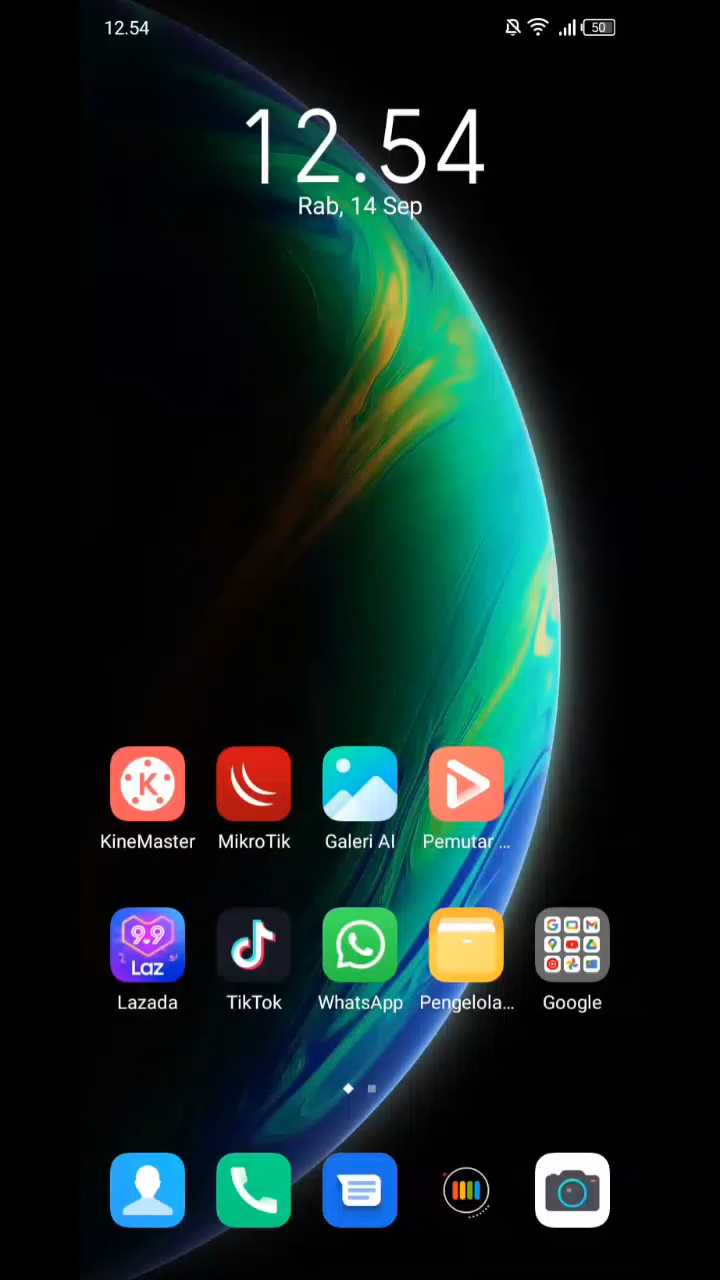 12.54
50
12.54
Rab, 14 Sep
KineMaster
MikroTik
Galeri AI
Pemutar ...
9.9
Laz
Lazada
TikTok
WhatsApp
Pengelola...
Google